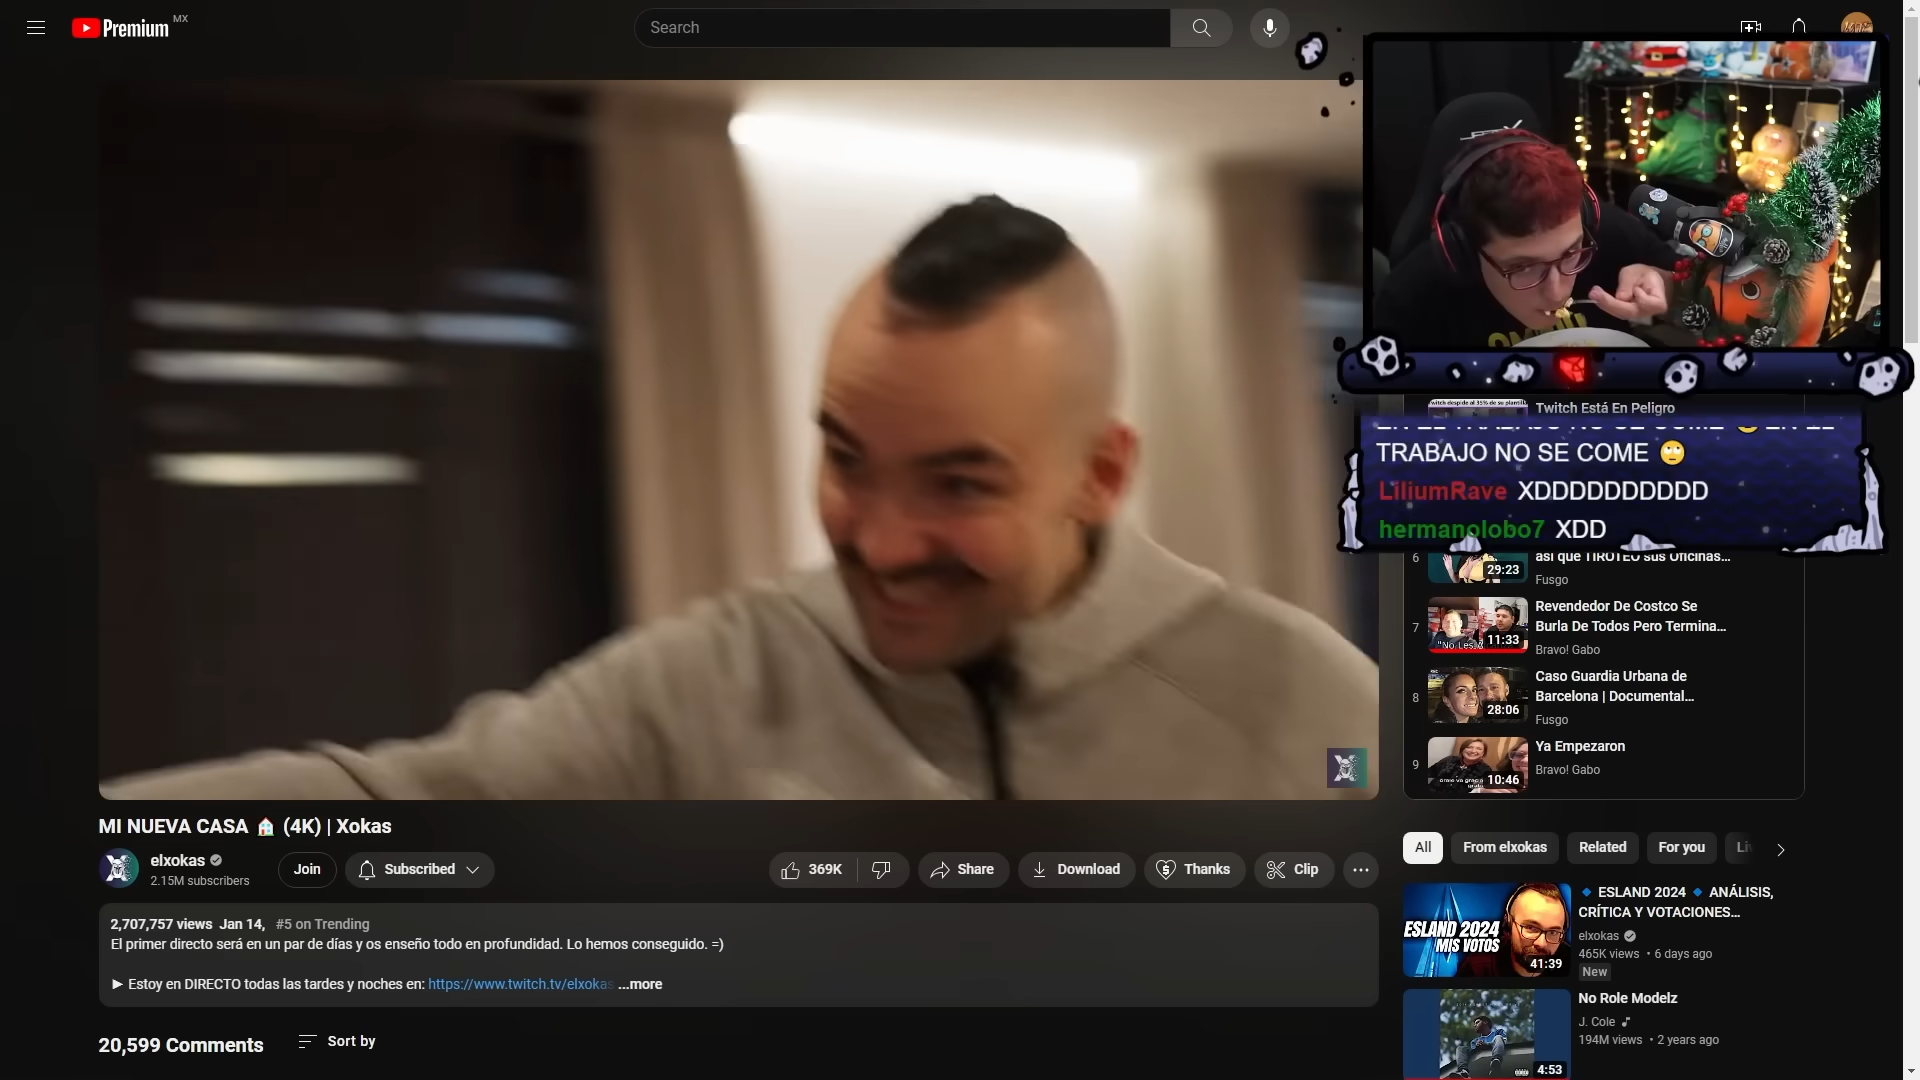 Premium MX
Search
Twitch Está En Peligro
TRABAJO NO SE COME 🙄
LiliumRave XDDDDDDDDDD
hermanolobo7 XDD
6
29:23
así que TIROTEÓ sus Oficinas...
Fusgo
7
11:33
Revendedor De Costco Se
Burla De Todos Pero Termina...
Bravo! Gabo
8
28:06
Caso Guardia Urbana de
Barcelona | Documental...
Fusgo
9
10:46
Ya Empezaron
Bravo! Gabo
MI NUEVA CASA 🏠 (4K) | Xokas
elxokas
2.15M subscribers
Join
Subscribed
369K
Share
Download
Thanks
Clip
2,707,757 views Jan 14, #5 on Trending
El primer directo será en un par de días y os enseño todo en profundidad. Lo hemos conseguido. =)
► Estoy en DIRECTO todas las tardes y noches en: https://www.twitch.tv/elxokas ...more
20,599 Comments
Sort by
All
From elxokas
Related
For you
ESLAND 2024
MIS VOTOS
41:39
🔹 ESLAND 2024 🔹 ANÁLISIS,
CRÍTICA Y VOTACIONES...
elxokas
465K views • 6 days ago
New
4:53
No Role Modelz
J. Cole
194M views • 2 years ago